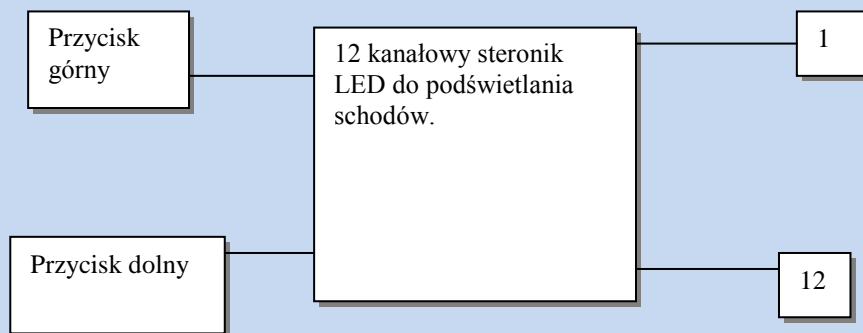 Przycisk
górny
12 kanałowy steronik
LED do podświetlania
schodów.
1
Przycisk dolny
12